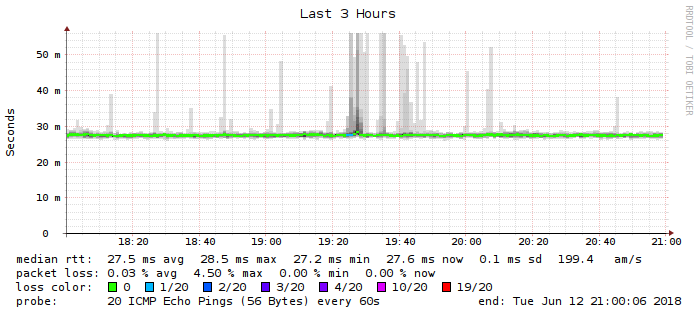 Last 3 Hours
RRDTOOL / TOBI OETIKER
Seconds
50 m
40 m
30 m
20 m
10 m
0
18:20 18:40 19:00 19:20 19:40 20:00 20:20 20:40 21:00
median rtt: 27.5 ms avg 28.5 ms max 27.2 ms min 27.6 ms now 0.1 ms sd 199.4 am/s
packet loss: 0.03 % avg 4.50 % max 0.00 % min 0.00 % now
loss color: 0 1/20 2/20 3/20 4/20 10/20 19/20
probe: 20 ICMP Echo Pings (56 Bytes) every 60s end: Tue Jun 12 21:00:06 2018